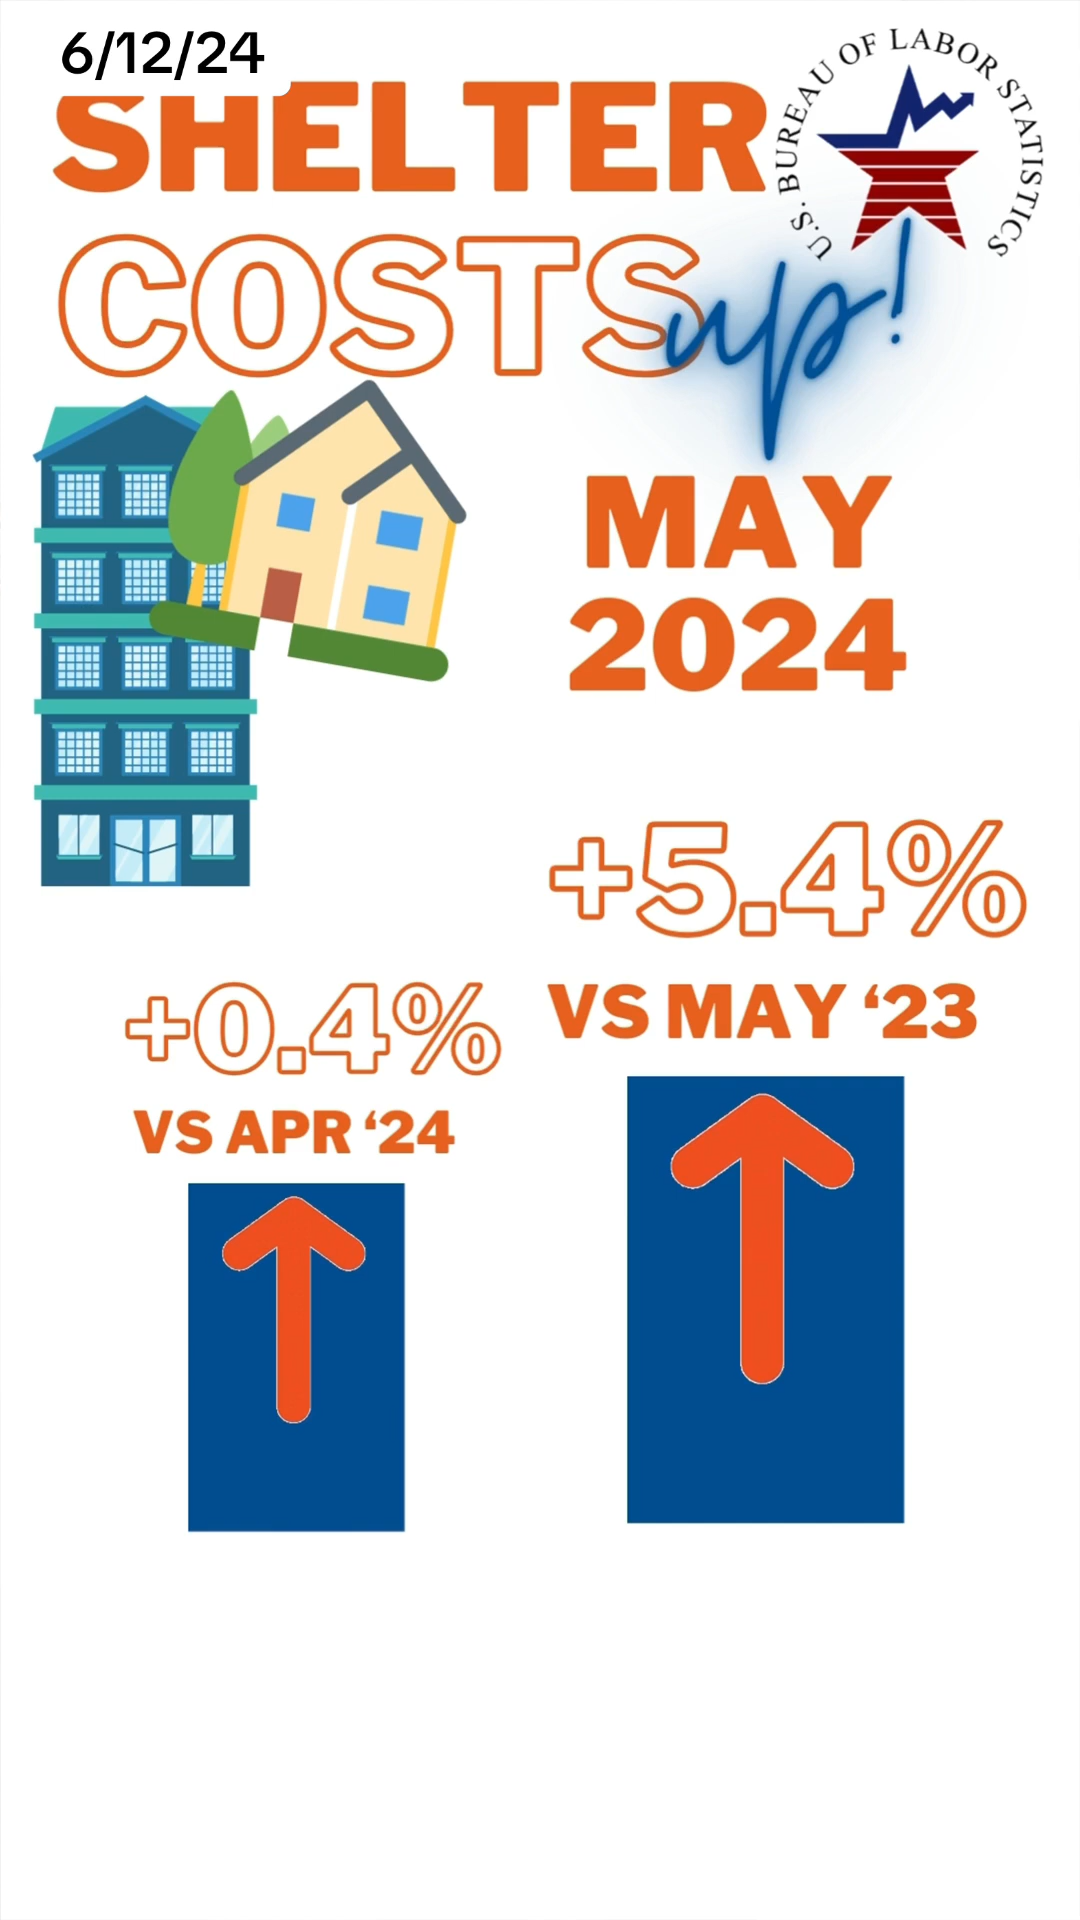 6/12/24
U.S. BUREAU OF LABOR STATISTICS
SHELTER
COSTS
up!
MAY
2024
+5.4%
VS MAY ‘23
+0.4%
VS APR ‘24